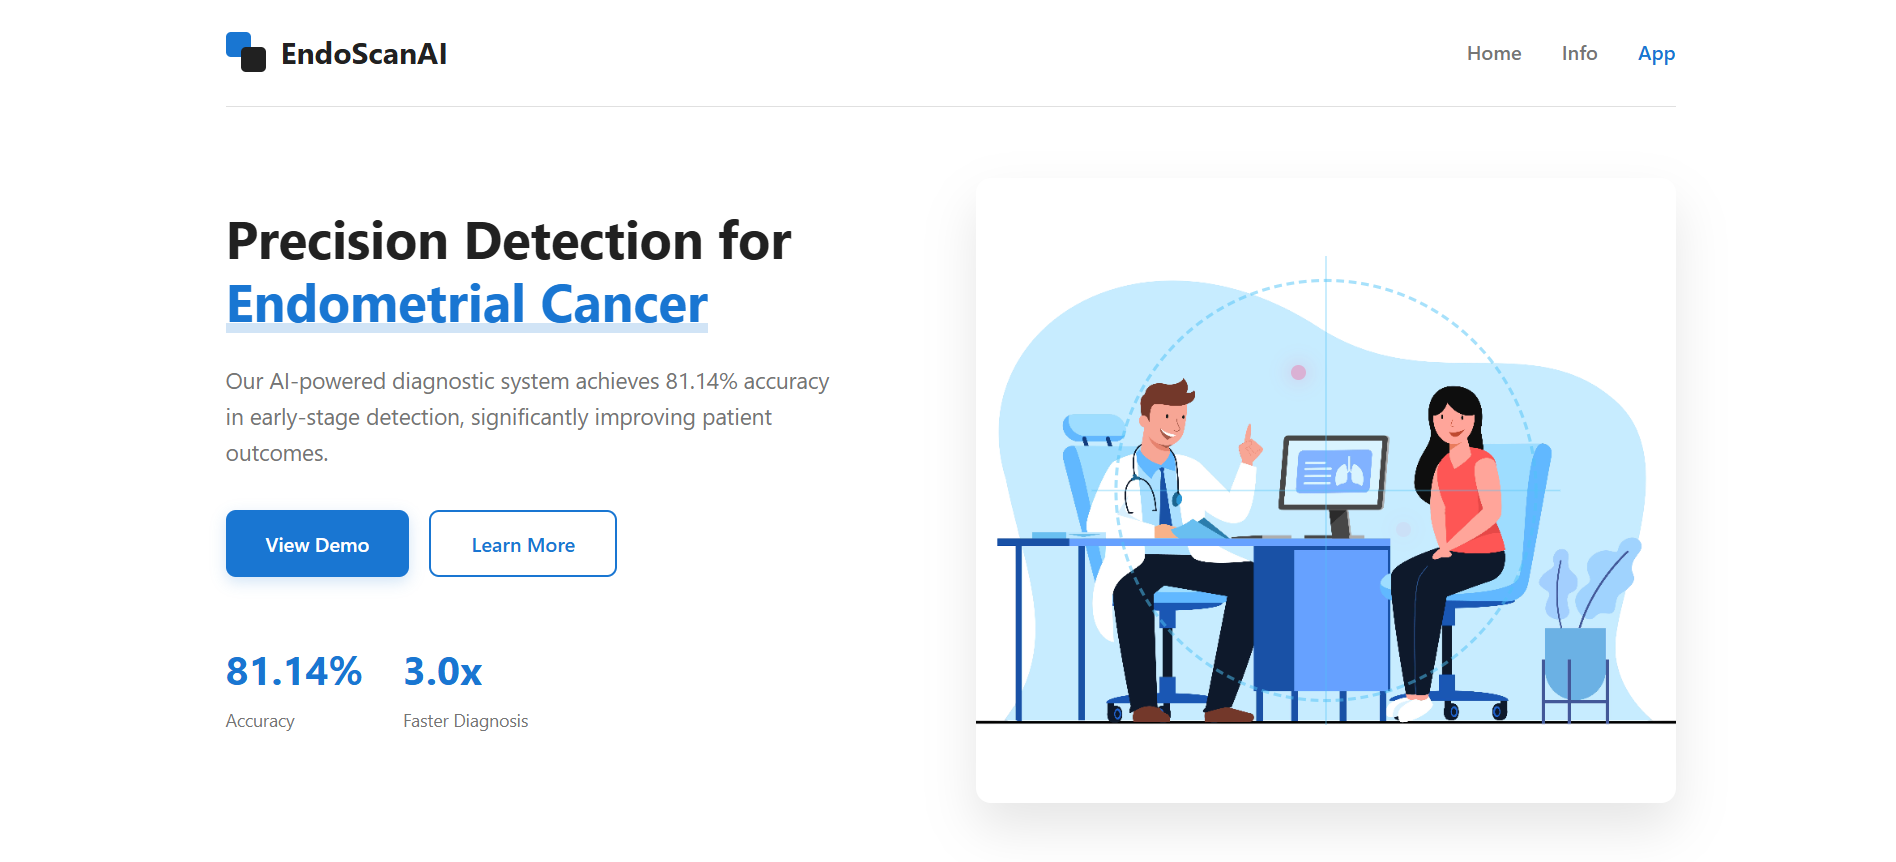 EndoScanAI
Home
Info
App
Precision Detection for
Endometrial Cancer
Our AI-powered diagnostic system achieves 81.14% accuracy
in early-stage detection, significantly improving patient
outcomes.
View Demo
Learn More
81.14%
3.0x
Accuracy
Faster Diagnosis